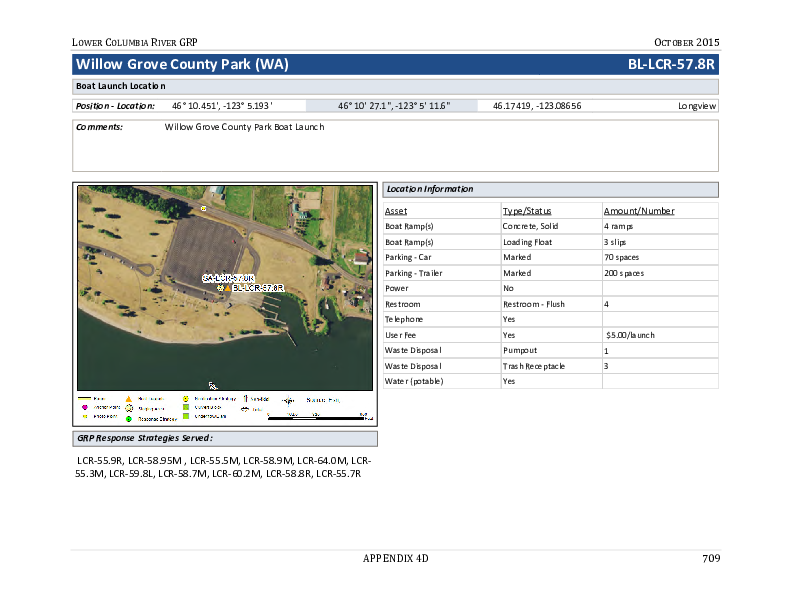 LOWER COLUMBIA RIVER GRP OCTOBER 2015
Willow Grove County Park (WA) BL-LCR-57.8R
Boat Launch Location
Position - Location: 46° 10.451', -123° 5.193' 46° 10' 27.1", -123° 5' 11.6" 46.17419, -123.08656 Longview
Comments: Willow Grove County Park Boat Launch
Location Information
Asset Type/Status Amount/Number
Boat Ramp(s) Concrete, Solid 4 ramps
Boat Ramp(s) Loading Float 3 slips
Parking - Car Marked 70 spaces
Parking - Trailer Marked 200 spaces
Power No
Restroom Restroom - Flush 4
Telephone Yes
User Fee Yes $5.00/launch
Waste Disposal Pumpout 1
Waste Disposal Trash Receptacle 3
Water (potable) Yes
SA-LCR-57.8R
BL-LCR-57.8R
GRP Response Strategies Served:
LCR-55.9R, LCR-58.95M , LCR-55.5M, LCR-58.9M, LCR-64.0M, LCR-
55.3M, LCR-59.8L, LCR-58.7M, LCR-60.2M, LCR-58.8R, LCR-55.7R
APPENDIX 4D 709